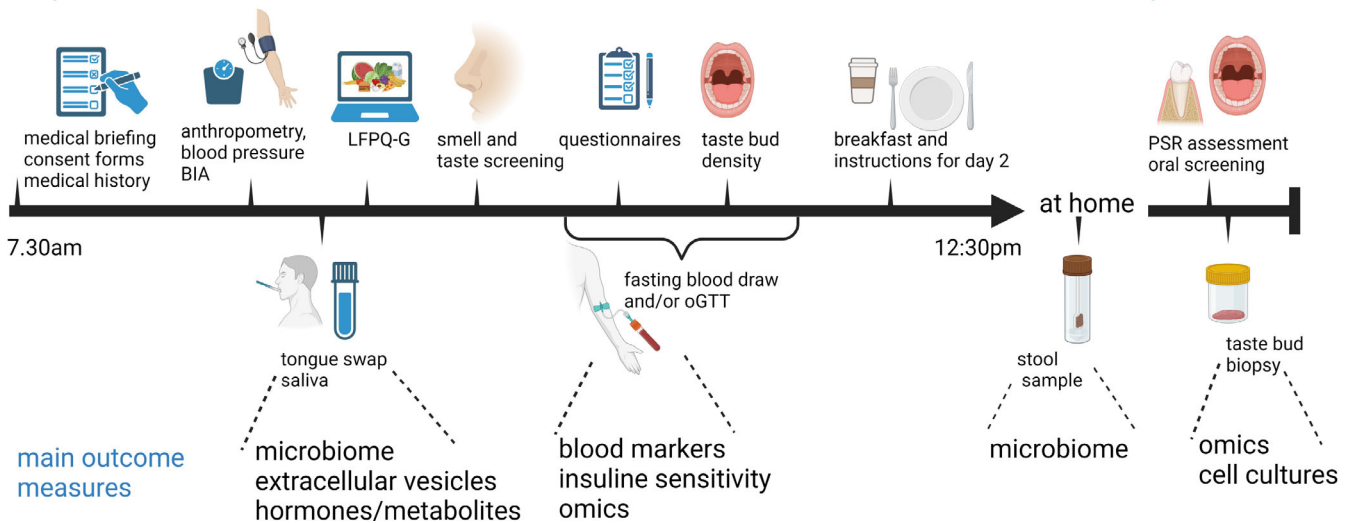 medical briefing
consent forms
medical history
anthropometry,
blood pressure
BIA
LFPQ-G
smell and
taste screening
questionnaires
taste bud
density
breakfast and
instructions for day 2
PSR assessment
oral screening
at home
7.30am
12:30pm
tongue swap
saliva
fasting blood draw
and/or oGTT
stool
sample
taste bud
biopsy
main outcome
measures
microbiome
extracellular vesicles
hormones/metabolites
blood markers
insuline sensitivity
omics
microbiome
omics
cell cultures